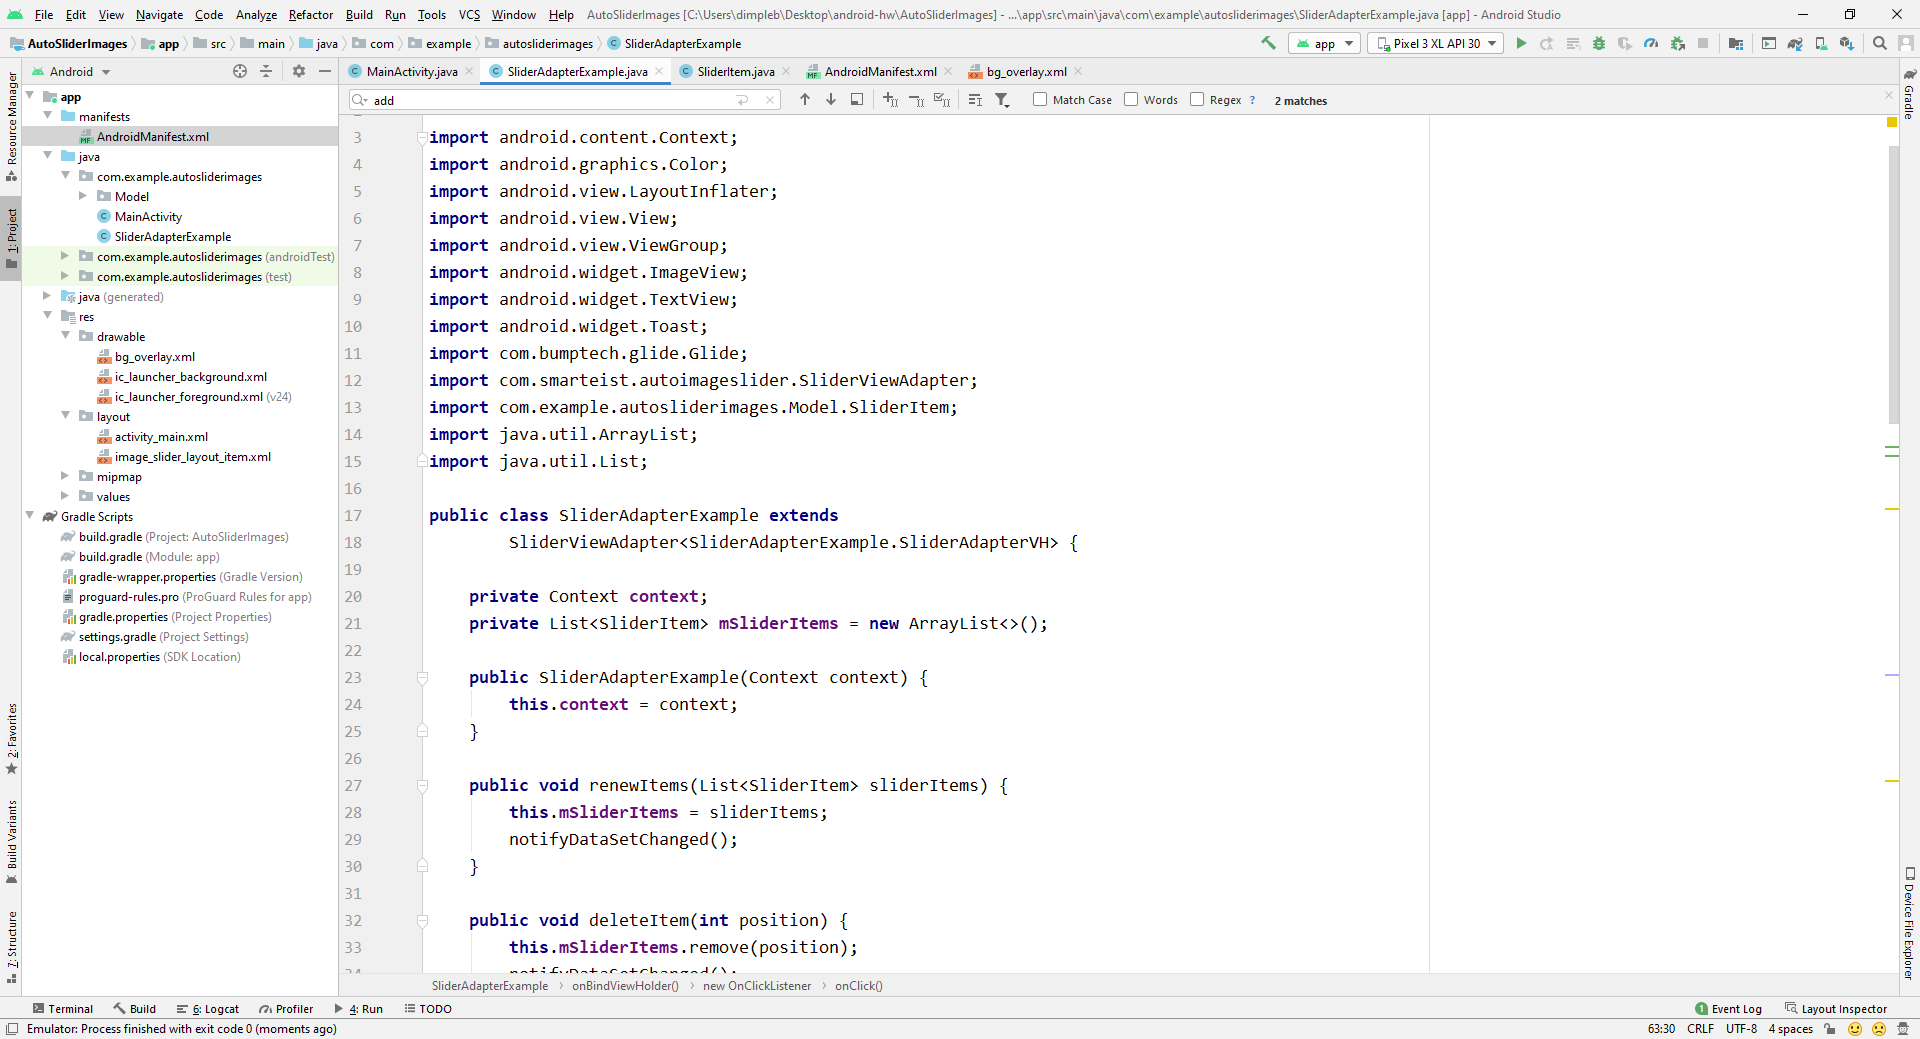 File Edit View Navigate Code Analyze Refactor Build Run Tools VCS Window Help AutoSliderImages [C:\Users\dimpleb\Desktop\android-hw\AutoSliderImages] - ...\app\src\main\java\com\example\autosliderimages\SliderAdapterExample.java [app] - Android Studio
AutoSliderImages app src main java com example autosliderimages SliderAdapterExample app Pixel 3 XL API 30
Android MainActivity.java SliderAdapterExample.java SliderItem.java AndroidManifest.xml bg_overlay.xml
add Match Case Words Regex ? 2 matches
Resource Manager
1: Project
2: Favorites
Build Variants
7: Structure
app
manifests
AndroidManifest.xml
java
com.example.autosliderimages
Model
MainActivity
SliderAdapterExample
com.example.autosliderimages (androidTest)
com.example.autosliderimages (test)
java (generated)
res
drawable
bg_overlay.xml
ic_launcher_background.xml
ic_launcher_foreground.xml (v24)
layout
activity_main.xml
image_slider_layout_item.xml
mipmap
values
Gradle Scripts
build.gradle (Project: AutoSliderImages)
build.gradle (Module: app)
gradle-wrapper.properties (Gradle Version)
proguard-rules.pro (ProGuard Rules for app)
gradle.properties (Project Properties)
settings.gradle (Project Settings)
local.properties (SDK Location)
3 import android.content.Context;
4 import android.graphics.Color;
5 import android.view.LayoutInflater;
6 import android.view.View;
7 import android.view.ViewGroup;
8 import android.widget.ImageView;
9 import android.widget.TextView;
10 import android.widget.Toast;
11 import com.bumptech.glide.Glide;
12 import com.smarteist.autoimageslider.SliderViewAdapter;
13 import com.example.autosliderimages.Model.SliderItem;
14 import java.util.ArrayList;
15 import java.util.List;
16
17 public class SliderAdapterExample extends
18 SliderViewAdapter<SliderAdapterExample.SliderAdapterVH> {
19
20 private Context context;
21 private List<SliderItem> mSliderItems = new ArrayList<>();
22
23 public SliderAdapterExample(Context context) {
24 this.context = context;
25 }
26
27 public void renewItems(List<SliderItem> sliderItems) {
28 this.mSliderItems = sliderItems;
29 notifyDataSetChanged();
30 }
31
32 public void deleteItem(int position) {
33 this.mSliderItems.remove(position);
34 notifyDataSetChanged();
Gradle
Device File Explorer
SliderAdapterExample › onBindViewHolder() › new OnClickListener › onClick()
Terminal Build 6: Logcat Profiler 4: Run TODO 1 Event Log Layout Inspector
Emulator: Process finished with exit code 0 (moments ago) 63:30 CRLF UTF-8 4 spaces